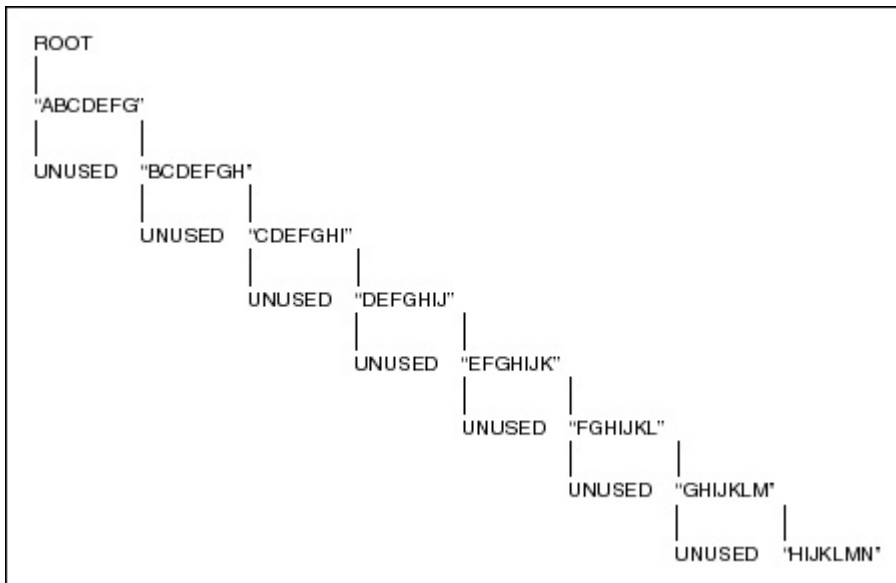 ROOT
“ABCDEFG”
UNUSED “BCDEFGH”
UNUSED “CDEFGHI”
UNUSED “DEFGHIJ”
UNUSED “EFGHIJK”
UNUSED “FGHIJKL”
UNUSED “GHIJKLM”
UNUSED “HIJKLMN”